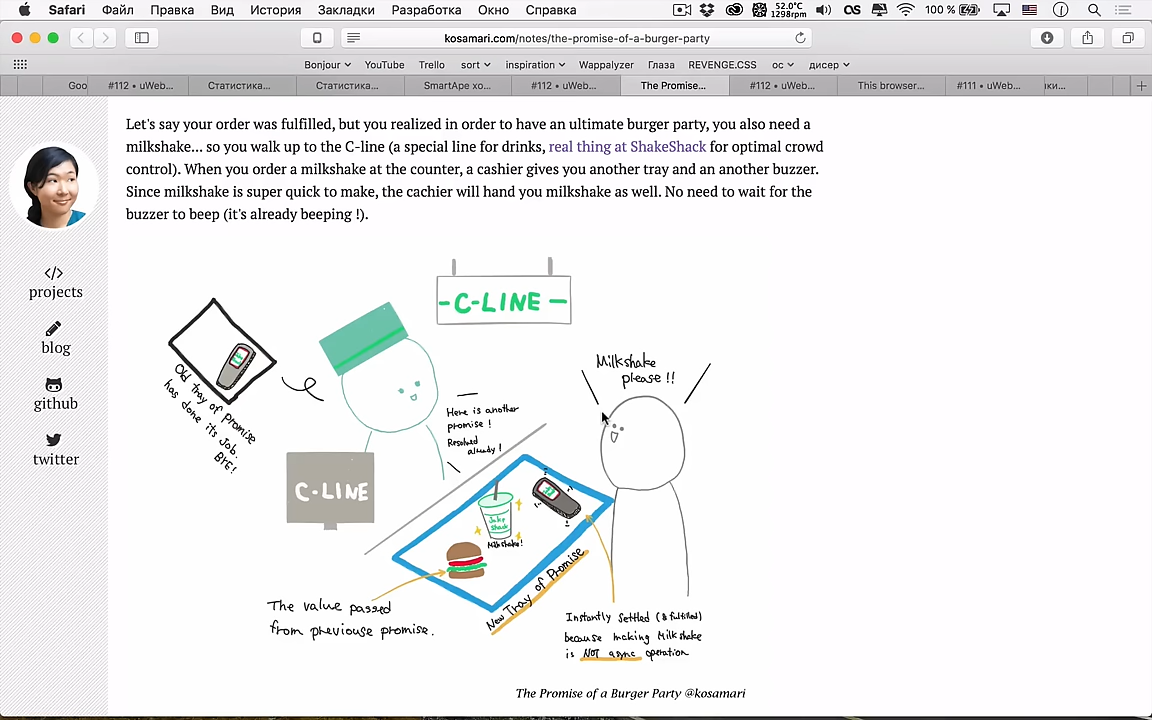 Safari Файл Правка Вид История Закладки Разработка Окно Справка
52.0°C
1298rpm
100 %
kosamari.com/notes/the-promise-of-a-burger-party
Bonjour YouTube Trello sort inspiration Wappalyzer Глаза REVENGE.CSS ос дисер
Goo #112 • uWeb... Статистика... Статистика... SmartApe хо... #112 • uWeb... The Promise... #112 • uWeb... This browser... #111 • uWeb... ки...
Let's say your order was fulfilled, but you realized in order to have an ultimate burger party, you also need a
milkshake... so you walk up to the C-line (a special line for drinks, real thing at ShakeShack for optimal crowd
control). When you order a milkshake at the counter, a cashier gives you another tray and an another buzzer.
Since milkshake is super quick to make, the cachier will hand you milkshake as well. No need to wait for the
buzzer to beep (it's already beeping !).
projects
blog
github
twitter
-C-LINE-
Milkshake
please !!
Old tray of promise
has done its job.
BYE!
Here is another
promise !
Resolved
already !
C-LINE
Jake
Shack
Milkshake!
New Tray of Promise
The value passed
from previouse promise.
Instantly Settled (& fulfilled)
because making Milkshake
is NOT async operation
The Promise of a Burger Party @kosamari